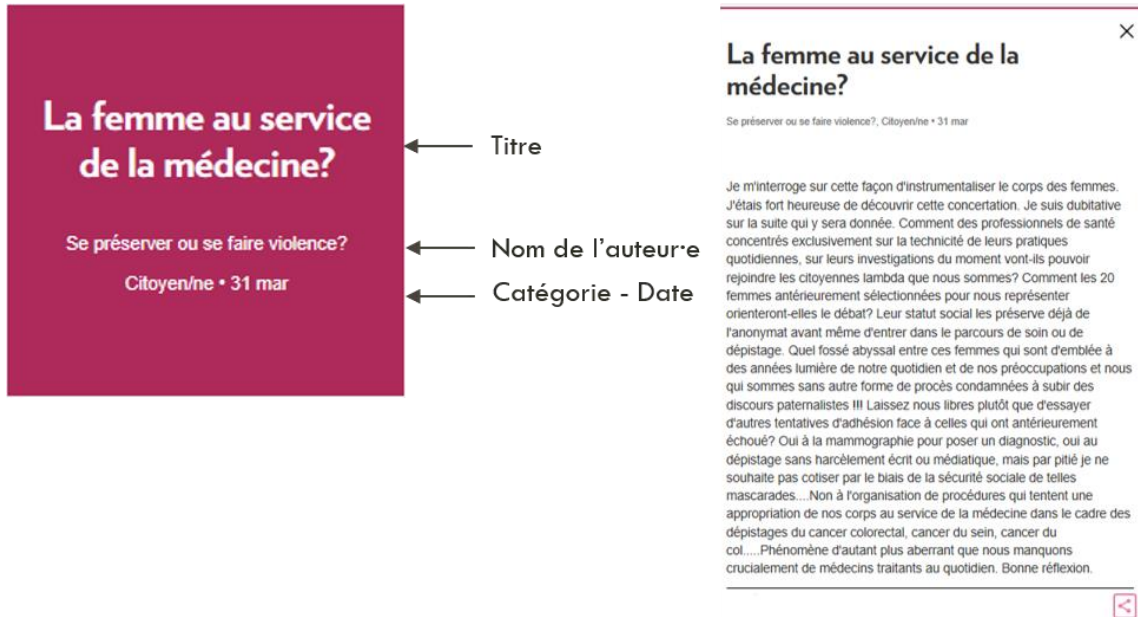 La femme au service
de la médecine?
Se préserver ou se faire violence?
Citoyen/ne • 31 mar
Titre
Nom de l'auteur·e
Catégorie - Date
La femme au service de la
médecine?
Se préserver ou se faire violence?, Citoyen/ne • 31 mar
Je m'interroge sur cette façon d'instrumentaliser le corps des femmes.
J'étais fort heureuse de découvrir cette concertation. Je suis dubitative
sur la suite qui y sera donnée. Comment des professionnels de santé
concentrés exclusivement sur la technicité de leurs pratiques
quotidiennes, sur leurs investigations du moment vont-ils pouvoir
rejoindre les citoyennes lambda que nous sommes? Comment les 20
femmes antérieurement sélectionnées pour nous représenter
orienteront-elles le débat? Leur statut social les préserve déjà de
l'anonymat avant même d'entrer dans le parcours de soin ou de
dépistage. Quel fossé abyssal entre ces femmes qui sont d'emblée à
des années lumière de notre quotidien et de nos préoccupations et nous
qui sommes sans autre forme de procès condamnées à subir des
discours paternalistes !!! Laissez nous libres plutôt que d'essayer
d'autres tentatives d'adhésion face à celles qui ont antérieurement
échoué? Oui à la mammographie pour poser un diagnostic, oui au
dépistage sans harcèlement écrit ou médiatique, mais par pitié je ne
souhaite pas cotiser par le biais de la sécurité sociale de telles
mascarades....Non à l'organisation de procédures qui tentent une
appropriation de nos corps au service de la médecine dans le cadre des
dépistages du cancer colorectal, cancer du sein, cancer du
col.....Phénomène d'autant plus aberrant que nous manquons
crucialement de médecins traitants au quotidien. Bonne réflexion.